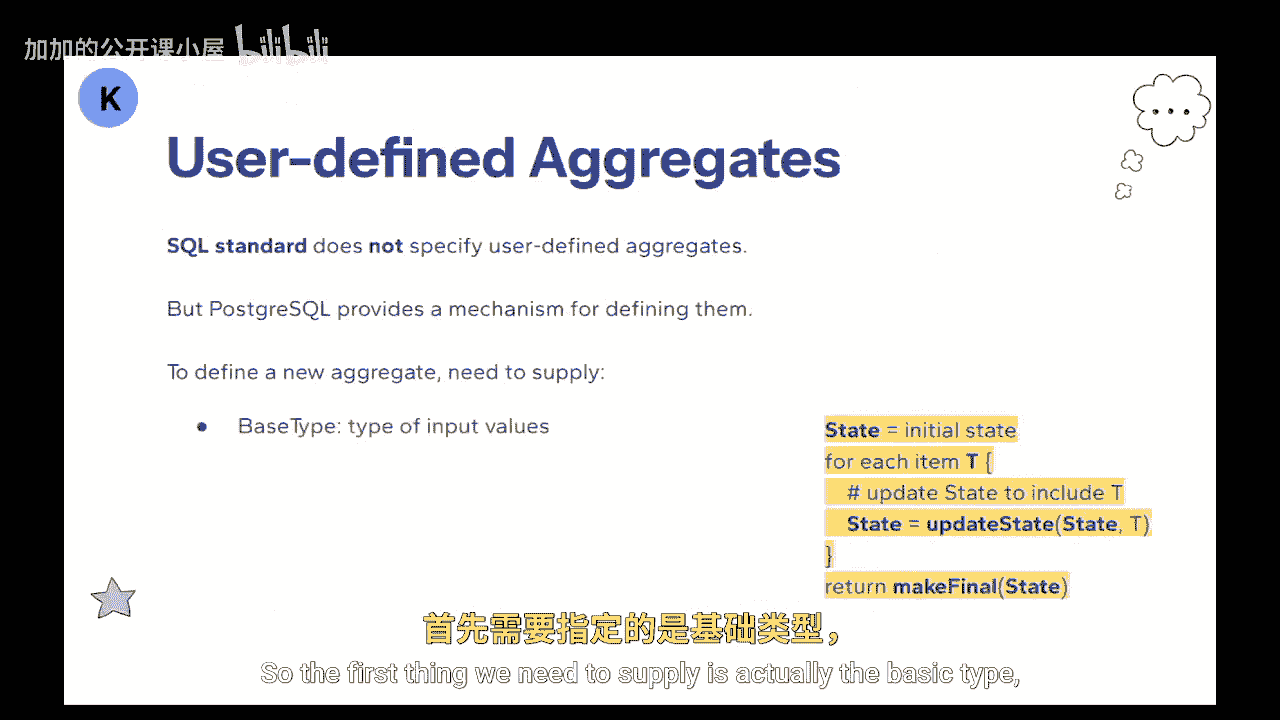 加加的公开课小屋 bilibili
K
User-defined Aggregates
SQL standard does not specify user-defined aggregates.
But PostgreSQL provides a mechanism for defining them.
To define a new aggregate, need to supply:
● BaseType: type of input values
State = initial state
for each item T {
# update State to include T
State = updateState(State, T)
}
return makeFinal(State)
首先需要指定的是基础类型，
So the first thing we need to supply is actually the basic type,